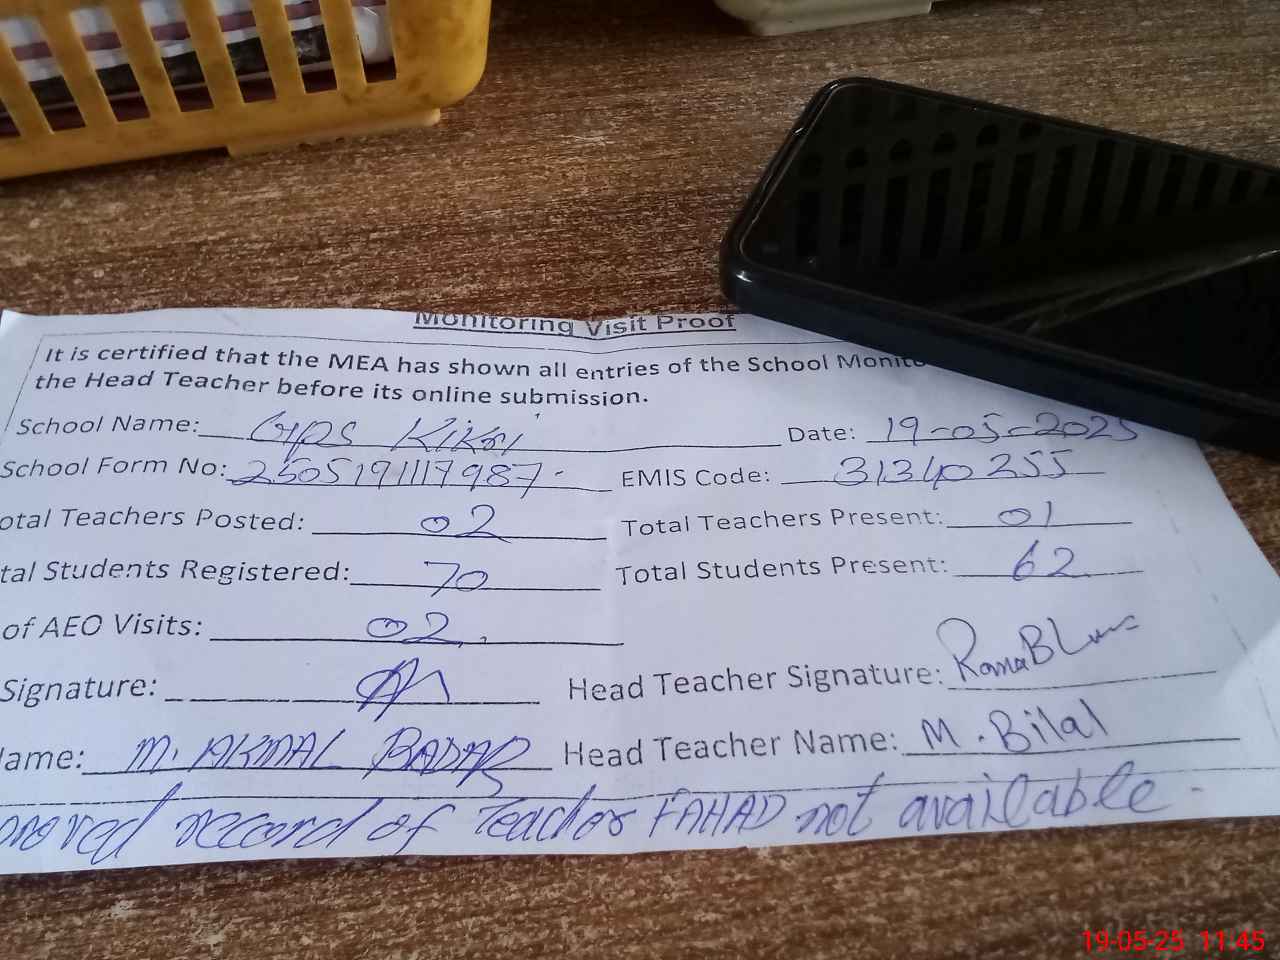 Monitoring Visit Proof
It is certified that the MEA has shown all entries of the School Monito
the Head Teacher before its online submission.
School Name: GPS Kikri Date: 19-05-2025
School Form No: 2505191117987 EMIS Code: 31340255
otal Teachers Posted: 02 Total Teachers Present: 01
tal Students Registered: 70 Total Students Present: 62
of AEO Visits: 02
Signature: Head Teacher Signature:
ame: M. AKMAL BADAR Head Teacher Name: M. Bilal
record of Teacher FAHAD not available.
19-05-25 11:45